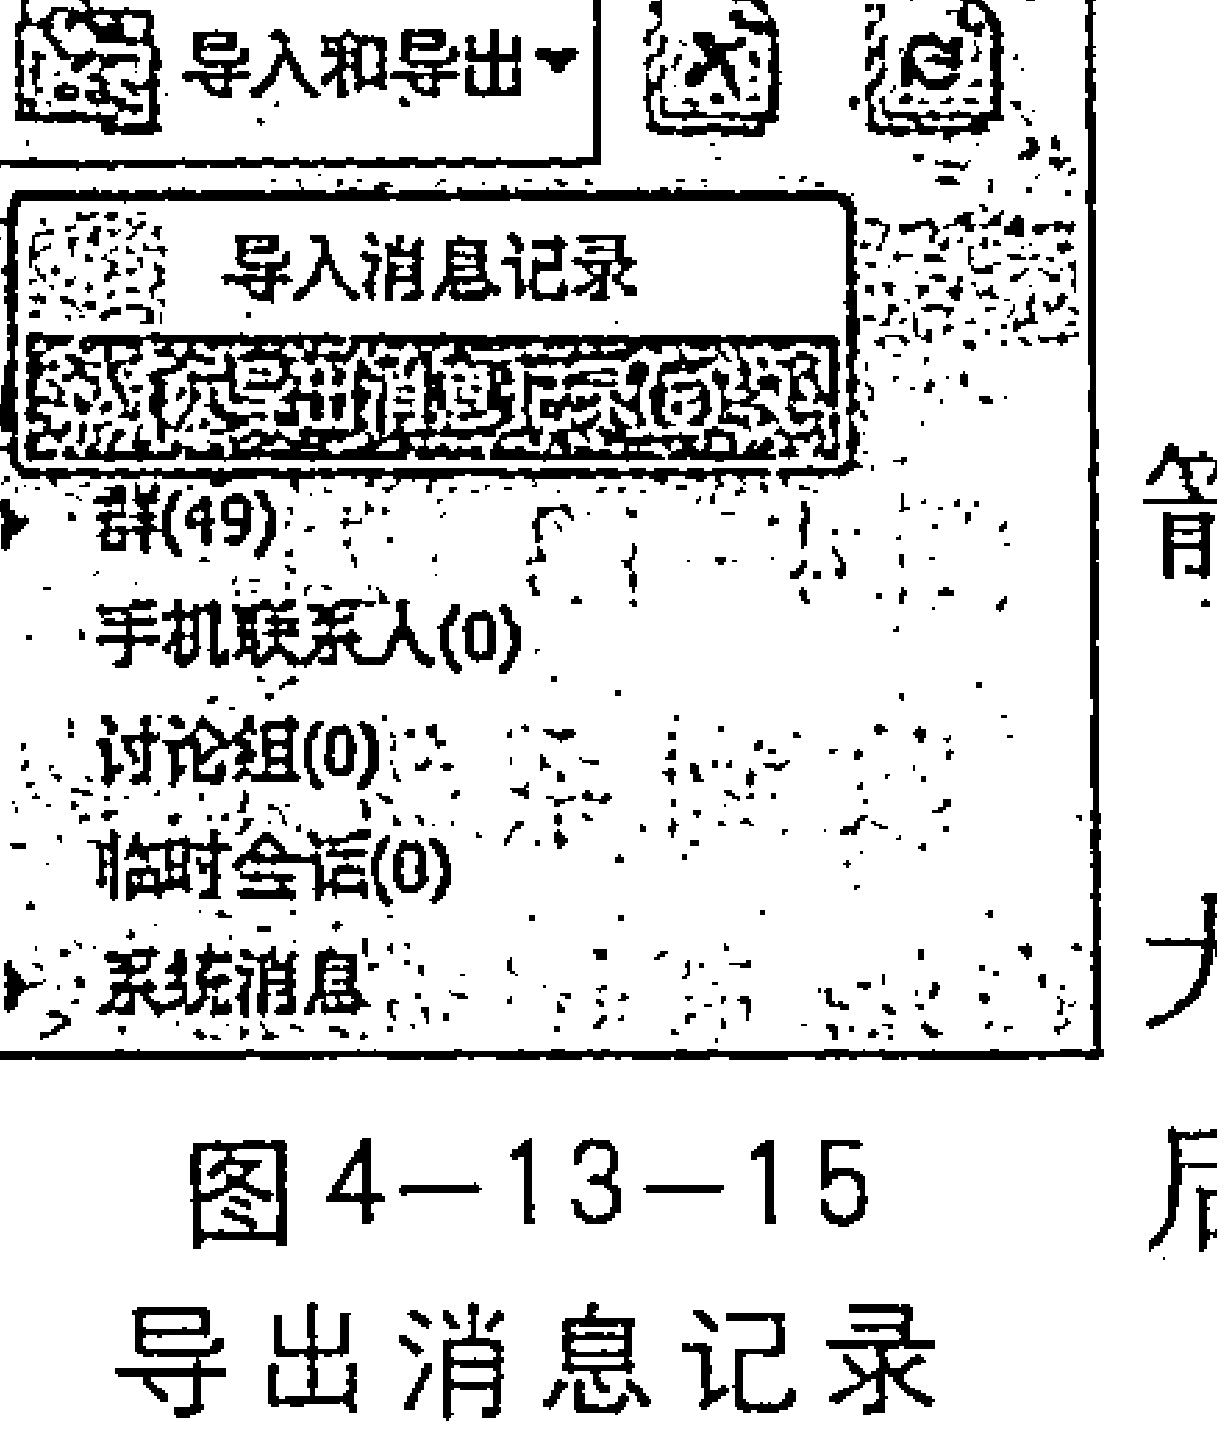 导入和导出
导入消息记录
群(49)
手机联系人(0)
讨论组(0)
临时会话(0)
系统消息
图4-13-15
导出消息记录